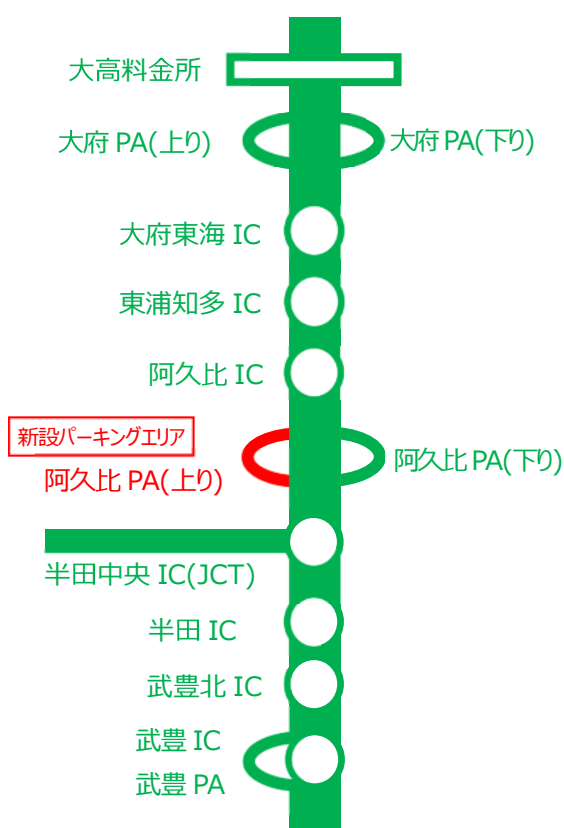 大高料金所
大府 PA(上り)
大府 PA(下り)
大府東海 IC
東浦知多 IC
阿久比 IC
新設パーキングエリア
阿久比 PA(上り)
阿久比 PA(下り)
半田中央 IC(JCT)
半田 IC
武豊北 IC
武豊 IC
武豊 PA